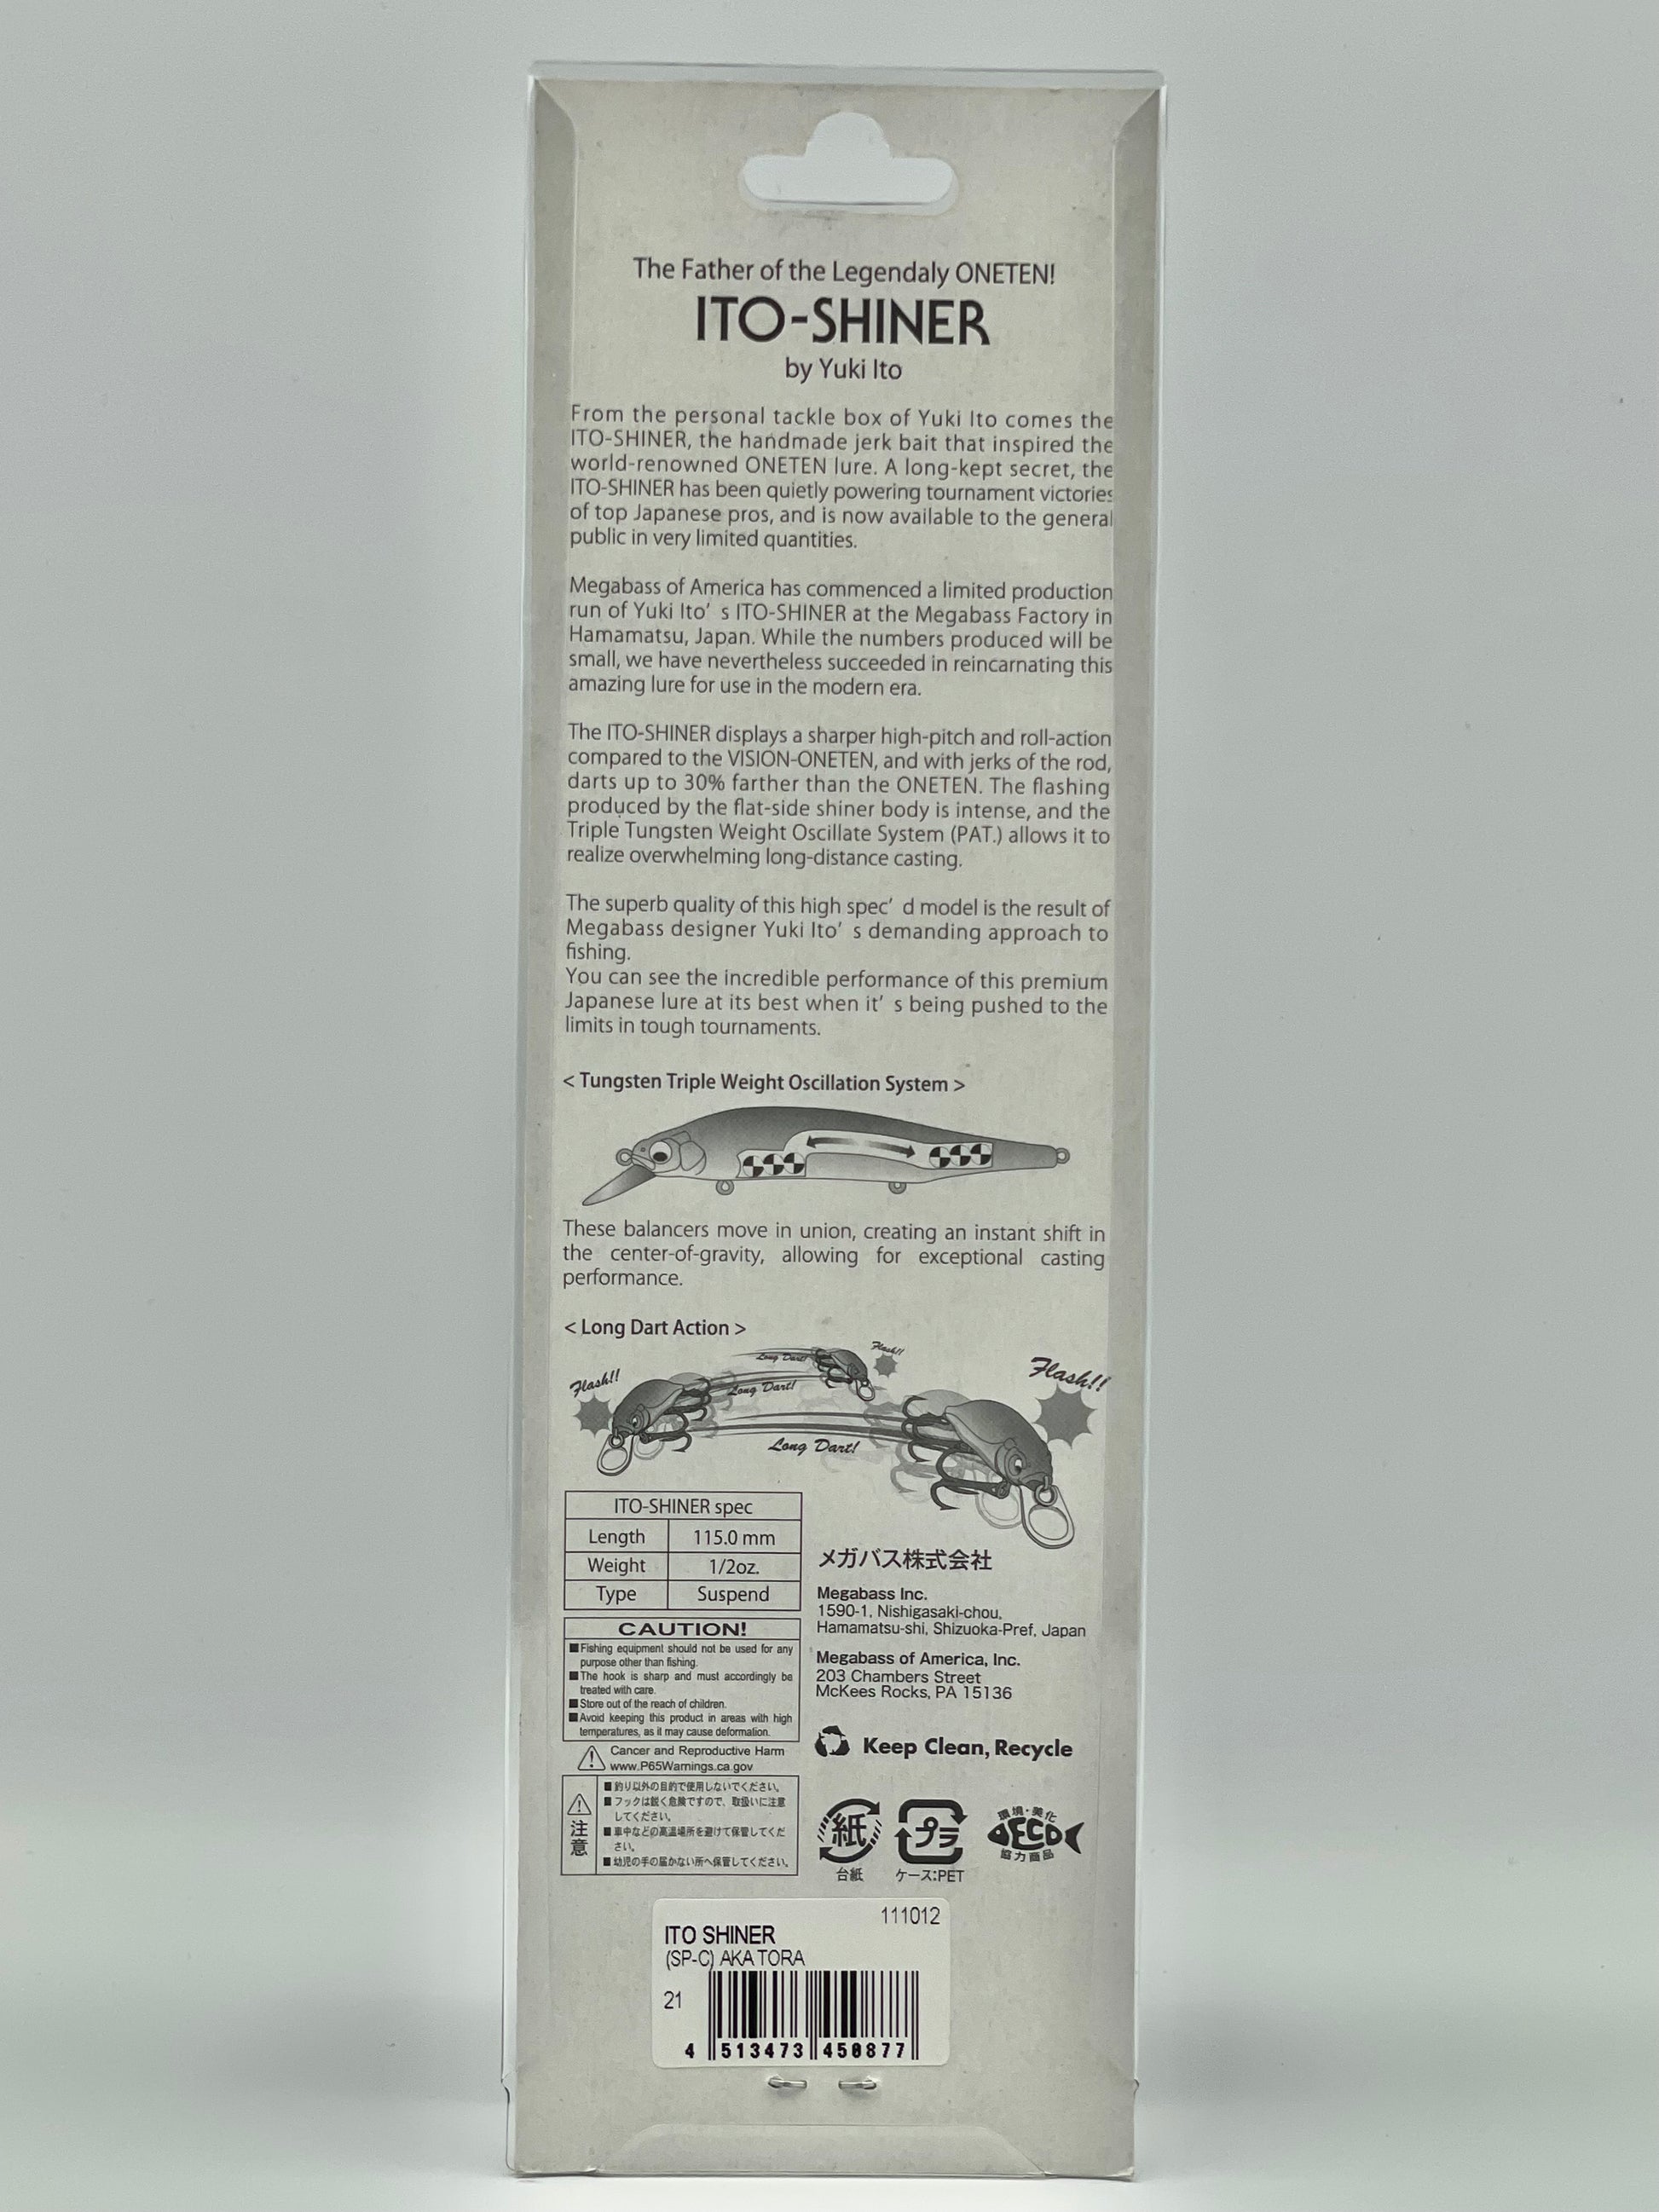 The Father of the Legendaly ONETEN!
ITO-SHINER
by Yuki Ito
From the personal tackle box of Yuki Ito comes the
ITO-SHINER, the handmade jerk bait that inspired the
world-renowned ONETEN lure. A long-kept secret, the
ITO-SHINER has been quietly powering tournament victories
of top Japanese pros, and is now available to the general
public in very limited quantities.
Megabass of America has commenced a limited production
run of Yuki Ito’ s ITO-SHINER at the Megabass Factory in
Hamamatsu, Japan. While the numbers produced will be
small, we have nevertheless succeeded in reincarnating this
amazing lure for use in the modern era.
The ITO-SHINER displays a sharper high-pitch and roll-action
compared to the VISION-ONETEN, and with jerks of the rod,
darts up to 30% farther than the ONETEN. The flashing
produced by the flat-side shiner body is intense, and the
Triple Tungsten Weight Oscillate System (PAT.) allows it to
realize overwhelming long-distance casting.
The superb quality of this high spec’ d model is the result of
Megabass designer Yuki Ito’ s demanding approach to
fishing.
You can see the incredible performance of this premium
Japanese lure at its best when it’ s being pushed to the
limits in tough tournaments.
< Tungsten Triple Weight Oscillation System >
These balancers move in union, creating an instant shift in
the center-of-gravity, allowing for exceptional casting
performance.
< Long Dart Action >
Flash!!
Long Dart!
Flash!!
Long Dart!
Flash!!
Long Dart!
ITO-SHINER spec
Length 115.0 mm
Weight 1/2oz.
Type Suspend
CAUTION!
■Fishing equipment should not be used for any
purpose other than fishing.
■The hook is sharp and must accordingly be
treated with care.
■Store out of the reach of children.
■Avoid keeping this product in areas with high
temperatures, as it may cause deformation.
Cancer and Reproductive Harm
www.P65Warnings.ca.gov
注意
■釣り以外の目的で使用しないでください。
■フックは鋭く危険ですので、取扱いに注意
してください。
■車中などの高温場所を避けて保管してくだ
さい。
■幼児の手の届かない所へ保管してください。
メガバス株式会社
Megabass Inc.
1590-1, Nishigasaki-chou,
Hamamatsu-shi, Shizuoka-Pref, Japan
Megabass of America, Inc.
203 Chambers Street
McKees Rocks, PA 15136
Keep Clean, Recycle
紙
台紙
プラ
ケース:PET
環境・美化
ECO
協力商品
111012
ITO SHINER
(SP-C) AKA TORA
21
4 513473 450877